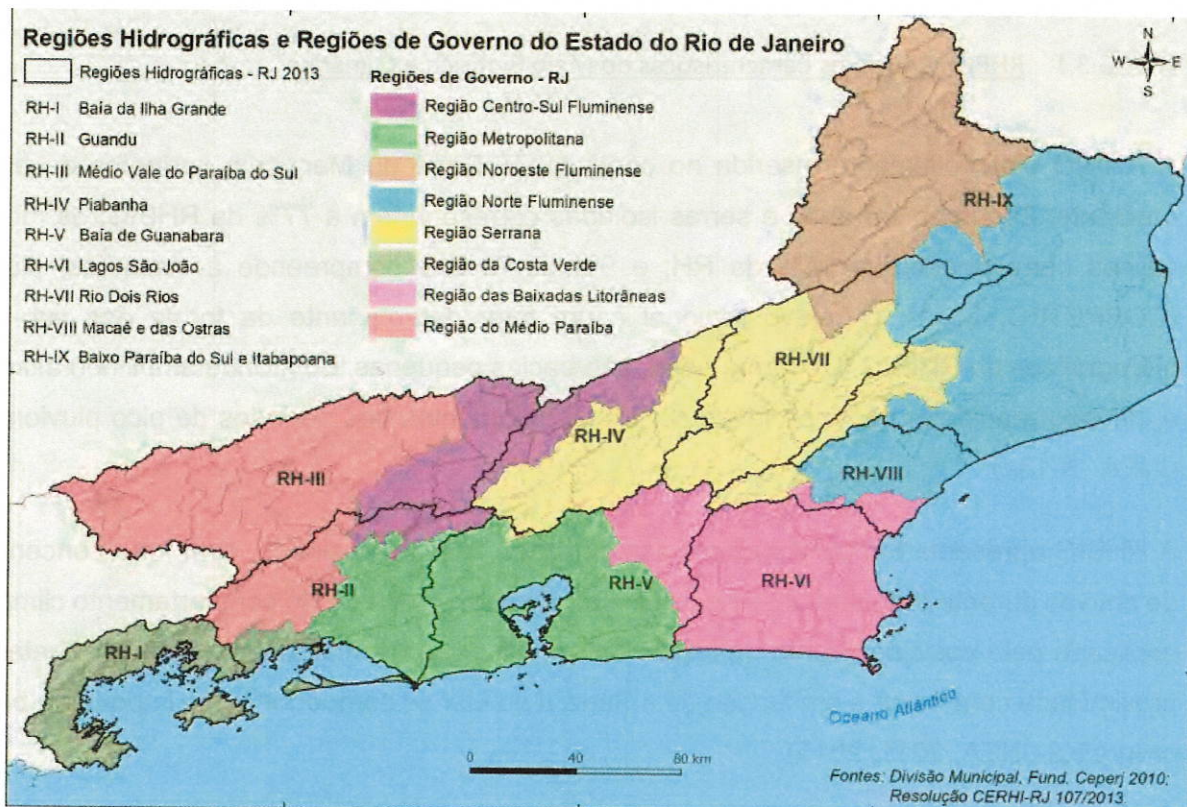 Regiões Hidrográficas e Regiões de Governo do Estado do Rio de Janeiro
Regiões Hidrográficas - RJ 2013
RH-I Baía da Ilha Grande
RH-II Guandu
RH-III Médio Vale do Paraíba do Sul
RH-IV Piabanha
RH-V Baía de Guanabara
RH-VI Lagos São João
RH-VII Rio Dois Rios
RH-VIII Macaé e das Ostras
RH-IX Baixo Paraíba do Sul e Itabapoana
Regiões de Governo - RJ
Região Centro-Sul Fluminense
Região Metropolitana
Região Noroeste Fluminense
Região Norte Fluminense
Região Serrana
Região da Costa Verde
Região das Baixadas Litorâneas
Região do Médio Paraíba
N
W E
S
RH-IX
RH-VII
RH-IV
RH-VIII
RH-III
RH-II
RH-V
RH-VI
RH-I
Oceano Atlântico
0 40 80 km
Fontes: Divisão Municipal, Fund. Ceperj 2010;
Resolução CERHI-RJ 107/2013